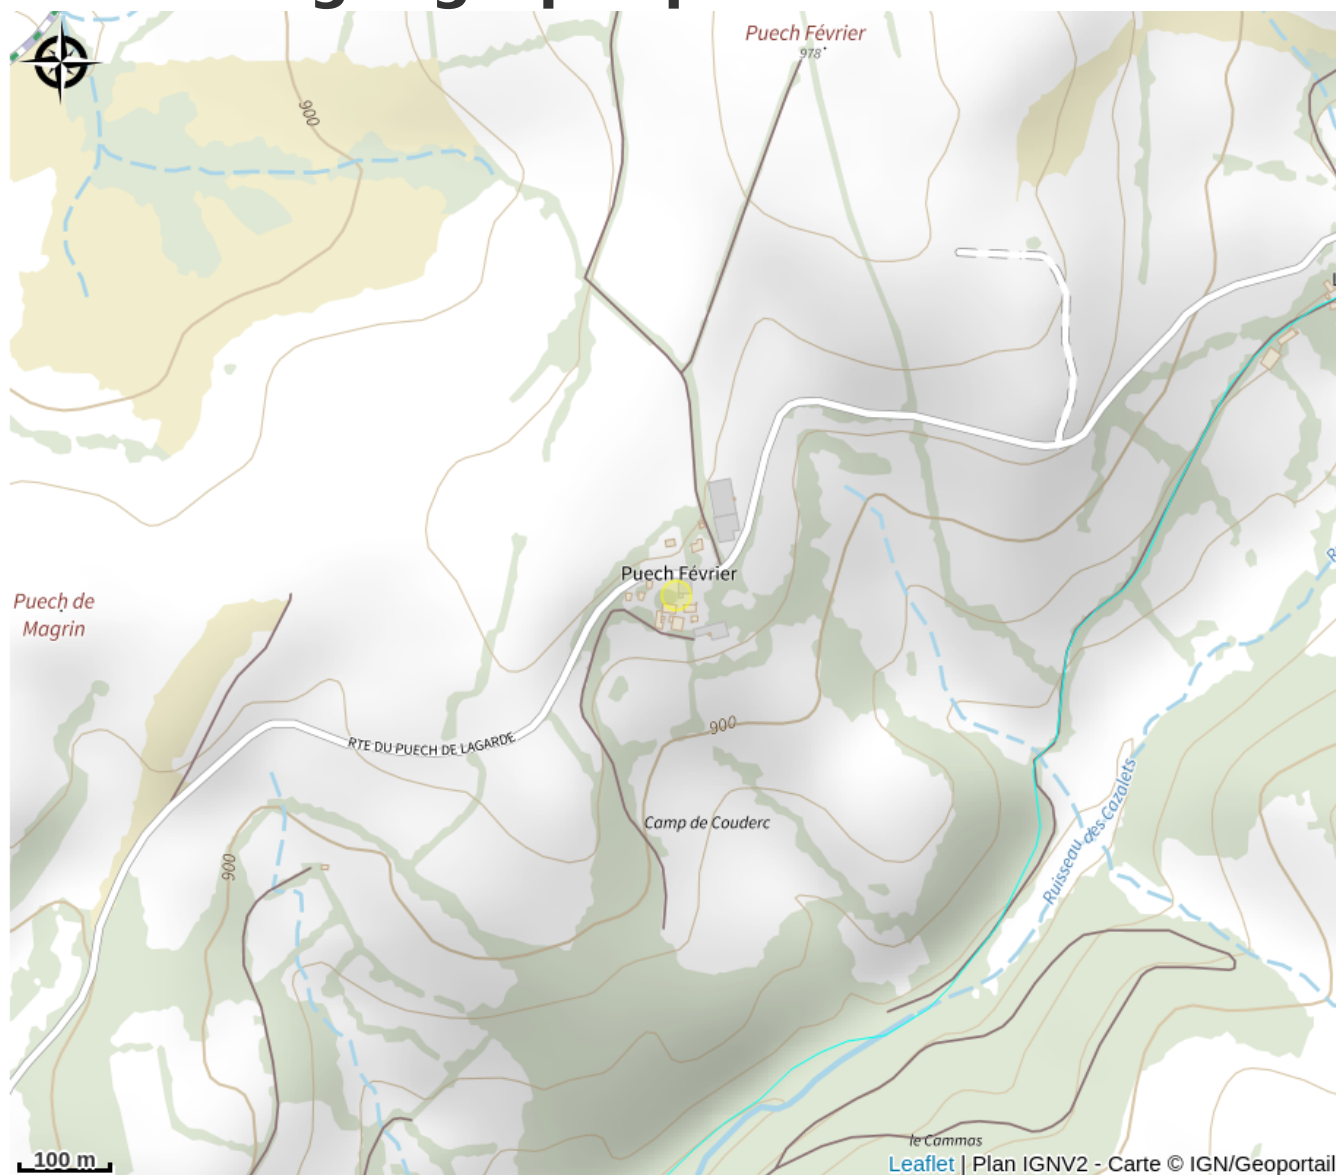 Puech Février
978
900
Puech Février
Puech de
Magrin
900
RTE DU PUECH DE LAGARDE
Camp de Couderc
900
Ruisseau des Cazalets
le Cammas
100 m
Leaflet | Plan IGNV2 - Carte © IGN/Geoportail